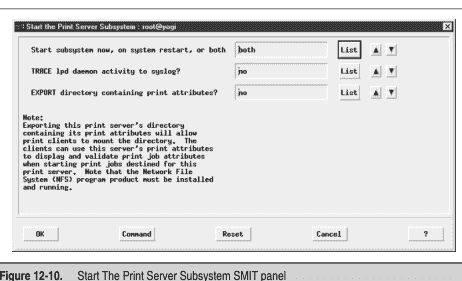 Start the Print Server Subsystem : root@yogi
Start subsystem now, on system restart, or both both List
TRACE lpd daemon activity to syslog? no List
EXPORT directory containing print attributes? no List
Note:
Exporting this print server's directory
containing its print attributes will allow
print clients to mount the directory. The
clients can use this server's print attributes
to display and validate print job attributes
when starting print jobs destined for this
print server. Note that the Network File
System (NFS) program product must be installed
and running.
OK Command Reset Cancel ?
Figure 12-10. Start The Print Server Subsystem SMIT panel